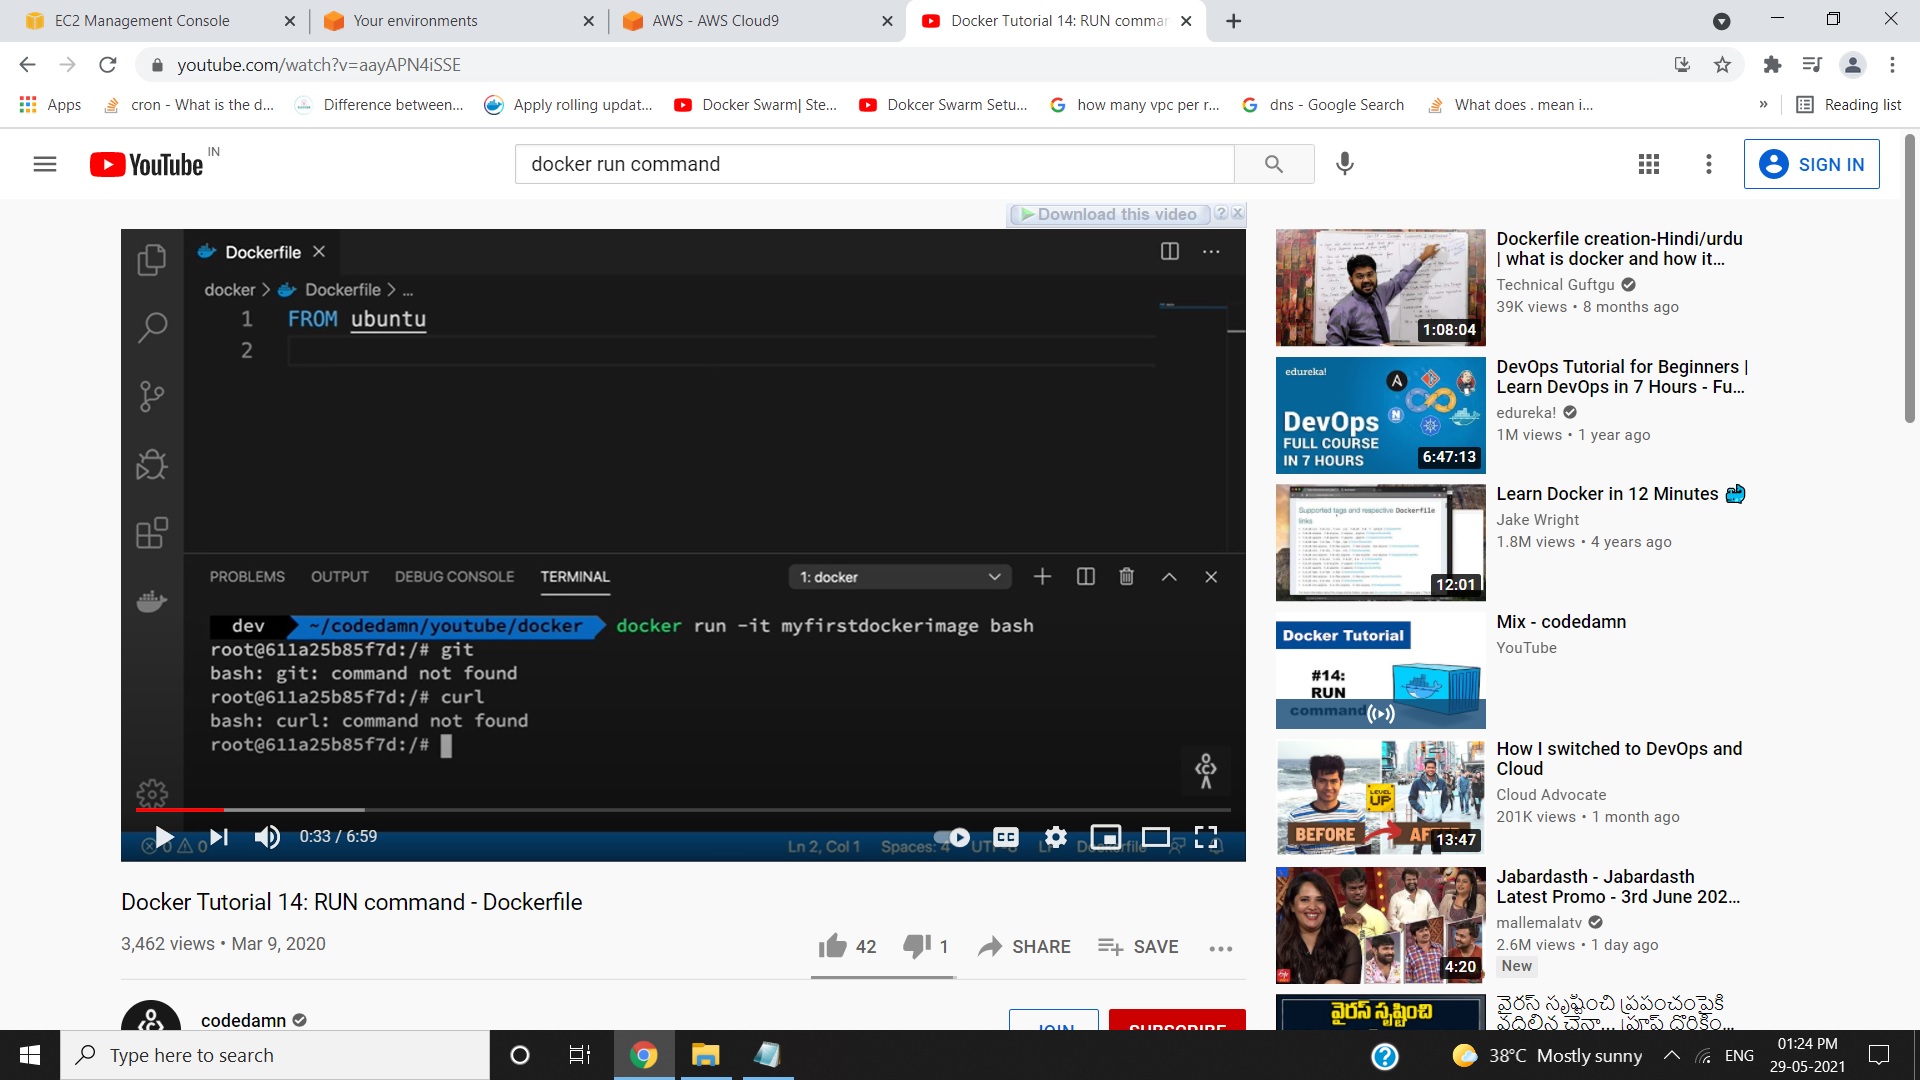 EC2 Management Console
Your environments
AWS - AWS Cloud9
Docker Tutorial 14: RUN comman
youtube.com/watch?v=aayAPN4iSSE
Apps
cron - What is the d...
Difference between...
Apply rolling updat...
Docker Swarm| Ste...
Dokcer Swarm Setu...
how many vpc per r...
dns - Google Search
What does . mean i...
»
Reading list
YouTube IN
docker run command
SIGN IN
Download this video
Dockerfile
docker > Dockerfile > ...
1 FROM ubuntu
2
PROBLEMS OUTPUT DEBUG CONSOLE TERMINAL
1: docker
dev ~/codedamn/youtube/docker docker run -it myfirstdockerimage bash
root@611a25b85f7d:/# git
bash: git: command not found
root@611a25b85f7d:/# curl
bash: curl: command not found
root@611a25b85f7d:/#
0:33 / 6:59
CC
Ln 2, Col 1 Spaces: 4 UTF-8 LF Dockerfile
Docker Tutorial 14: RUN command - Dockerfile
3,462 views • Mar 9, 2020
42
1
SHARE
SAVE
codedamn
JOIN
SUBSCRIBE
1:08:04
Dockerfile creation-Hindi/urdu
| what is docker and how it...
Technical Guftgu
39K views • 8 months ago
edureka!
DevOps
FULL COURSE
IN 7 HOURS
6:47:13
DevOps Tutorial for Beginners |
Learn DevOps in 7 Hours - Fu...
edureka!
1M views • 1 year ago
Supported tags and respective Dockerfile
links
12:01
Learn Docker in 12 Minutes
Jake Wright
1.8M views • 4 years ago
Docker Tutorial
#14:
RUN
command
Mix - codedamn
YouTube
LEVEL
UP
BEFORE
AFTER
13:47
How I switched to DevOps and
Cloud
Cloud Advocate
201K views • 1 month ago
4:20
Jabardasth - Jabardasth
Latest Promo - 3rd June 202...
mallemalatv
2.6M views • 1 day ago
New
వైరస్ సృష్టించి
వైరస్ సృష్టించి ప్రపంచంపైకి
వదిలిన చైనా... ప్రూఫ్ దొరికిం...
Type here to search
38°C Mostly sunny
ENG
01:24 PM
29-05-2021